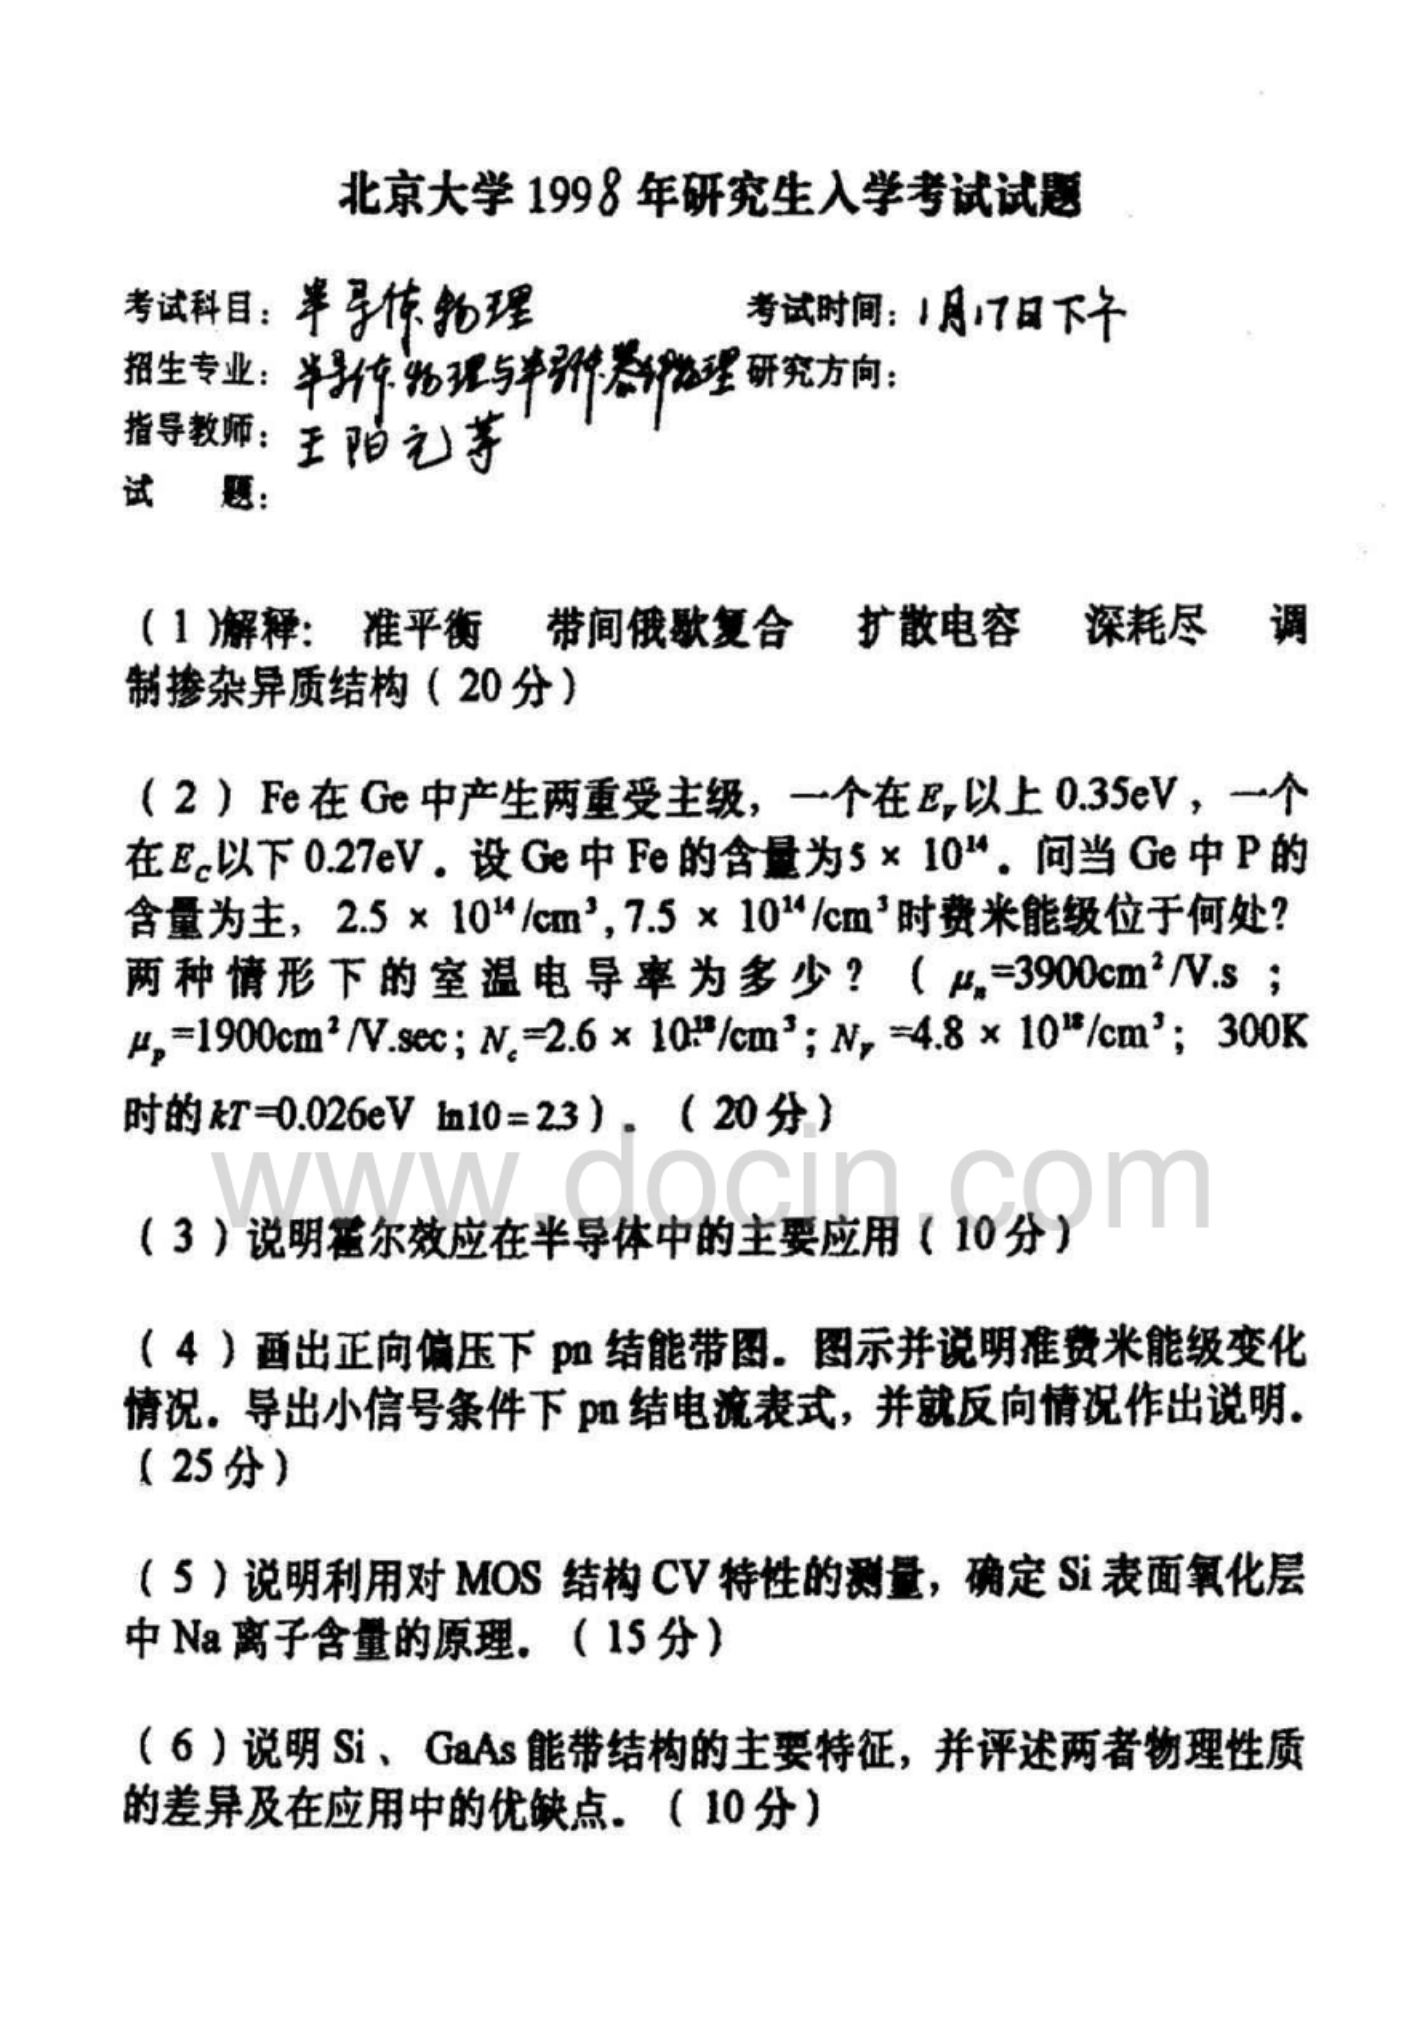 北京大学 1998 年研究生入学考试试题
考试科目: 半导体物理 考试时间: 1月17日下午
招生专业: 半导体物理与半导体器件物理 研究方向:
指导教师: 王阳元等
试 题:
(1)解释: 准平衡 带间俄歇复合 扩散电容 深耗尽 调
制掺杂异质结构(20分)
(2) Fe在Ge中产生两重受主级, 一个在E_V以上0.35eV, 一个
在E_C以下0.27eV. 设Ge中Fe的含量为5 × 10¹⁴. 问当Ge中P的
含量为主, 2.5 × 10¹⁴/cm³, 7.5 × 10¹⁴/cm³时费米能级位于何处?
两种情形下的室温电导率为多少? ( μ_n=3900cm²/V.s ;
μ_p=1900cm²/V.sec; N_c=2.6 × 10¹⁸/cm³; N_V=4.8 × 10¹⁸/cm³; 300K
时的kT=0.026eV ln10=2.3). (20分)
www.docin.com
(3)说明霍尔效应在半导体中的主要应用(10分)
(4)画出正向偏压下 pn 结能带图. 图示并说明准费米能级变化
情况. 导出小信号条件下pn结电流表式, 并就反向情况作出说明.
(25分)
(5)说明利用对MOS 结构CV特性的测量, 确定Si表面氧化层
中Na离子含量的原理. (15分)
(6)说明Si、 GaAs能带结构的主要特征, 并评述两者物理性质
的差异及在应用中的优缺点. (10分)